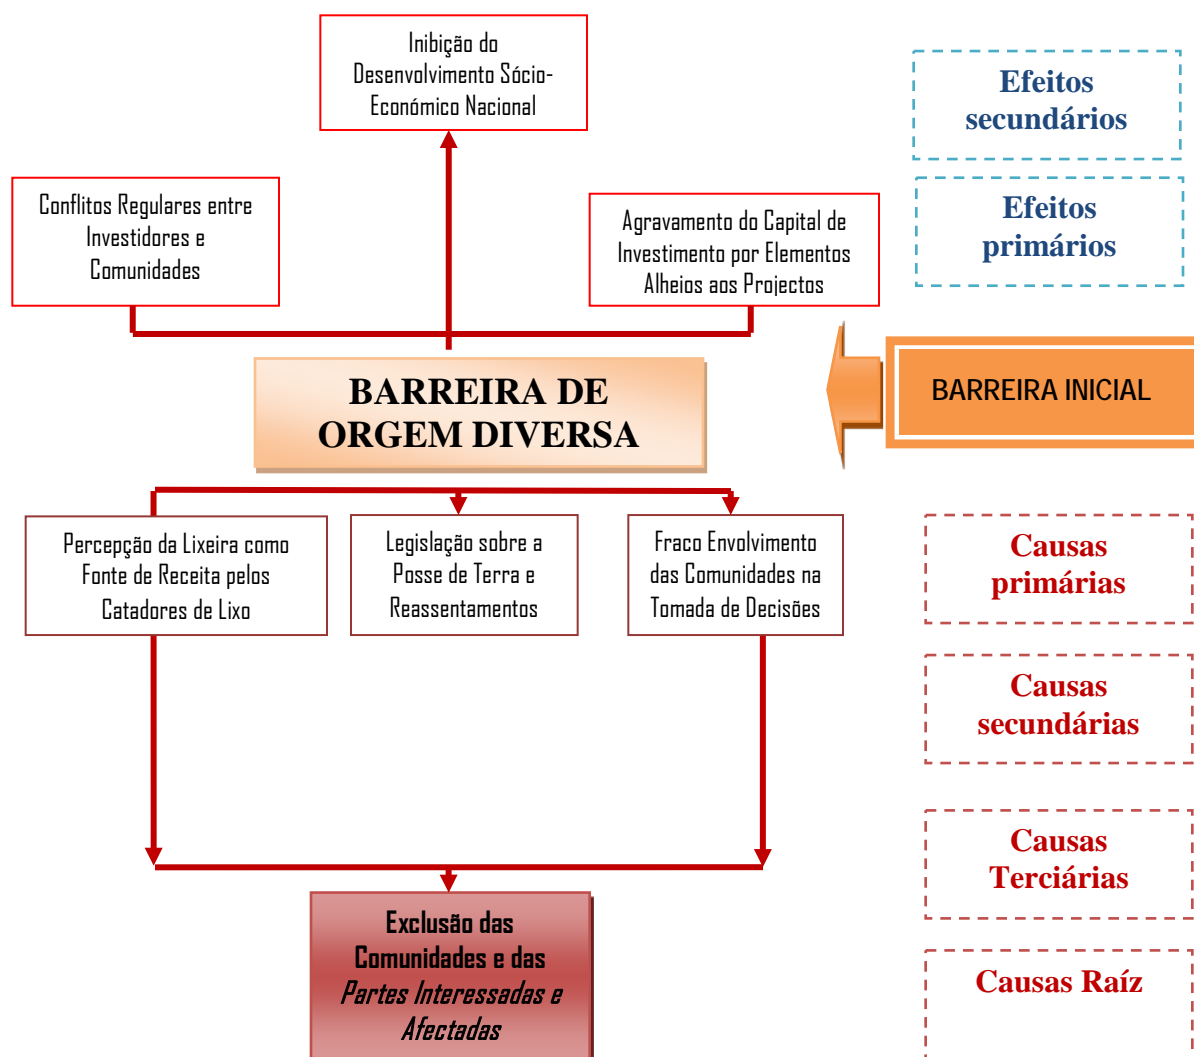 Inibição do
Desenvolvimento Sócio-
Económico Nacional
Efeitos
secundários
Conflitos Regulares entre
Investidores e
Comunidades
Agravamento do Capital de
Investimento por Elementos
Alheios aos Projectos
Efeitos
primários
BARREIRA DE
ORGEM DIVERSA
BARREIRA INICIAL
Percepção da Lixeira como
Fonte de Receita pelos
Catadores de Lixo
Legislação sobre a
Posse de Terra e
Reassentamentos
Fraco Envolvimento
das Comunidades na
Tomada de Decisões
Causas
primárias
Causas
secundárias
Causas
Terciárias
Exclusão das
Comunidades e das
Partes Interessadas e
Afectadas
Causas Raíz